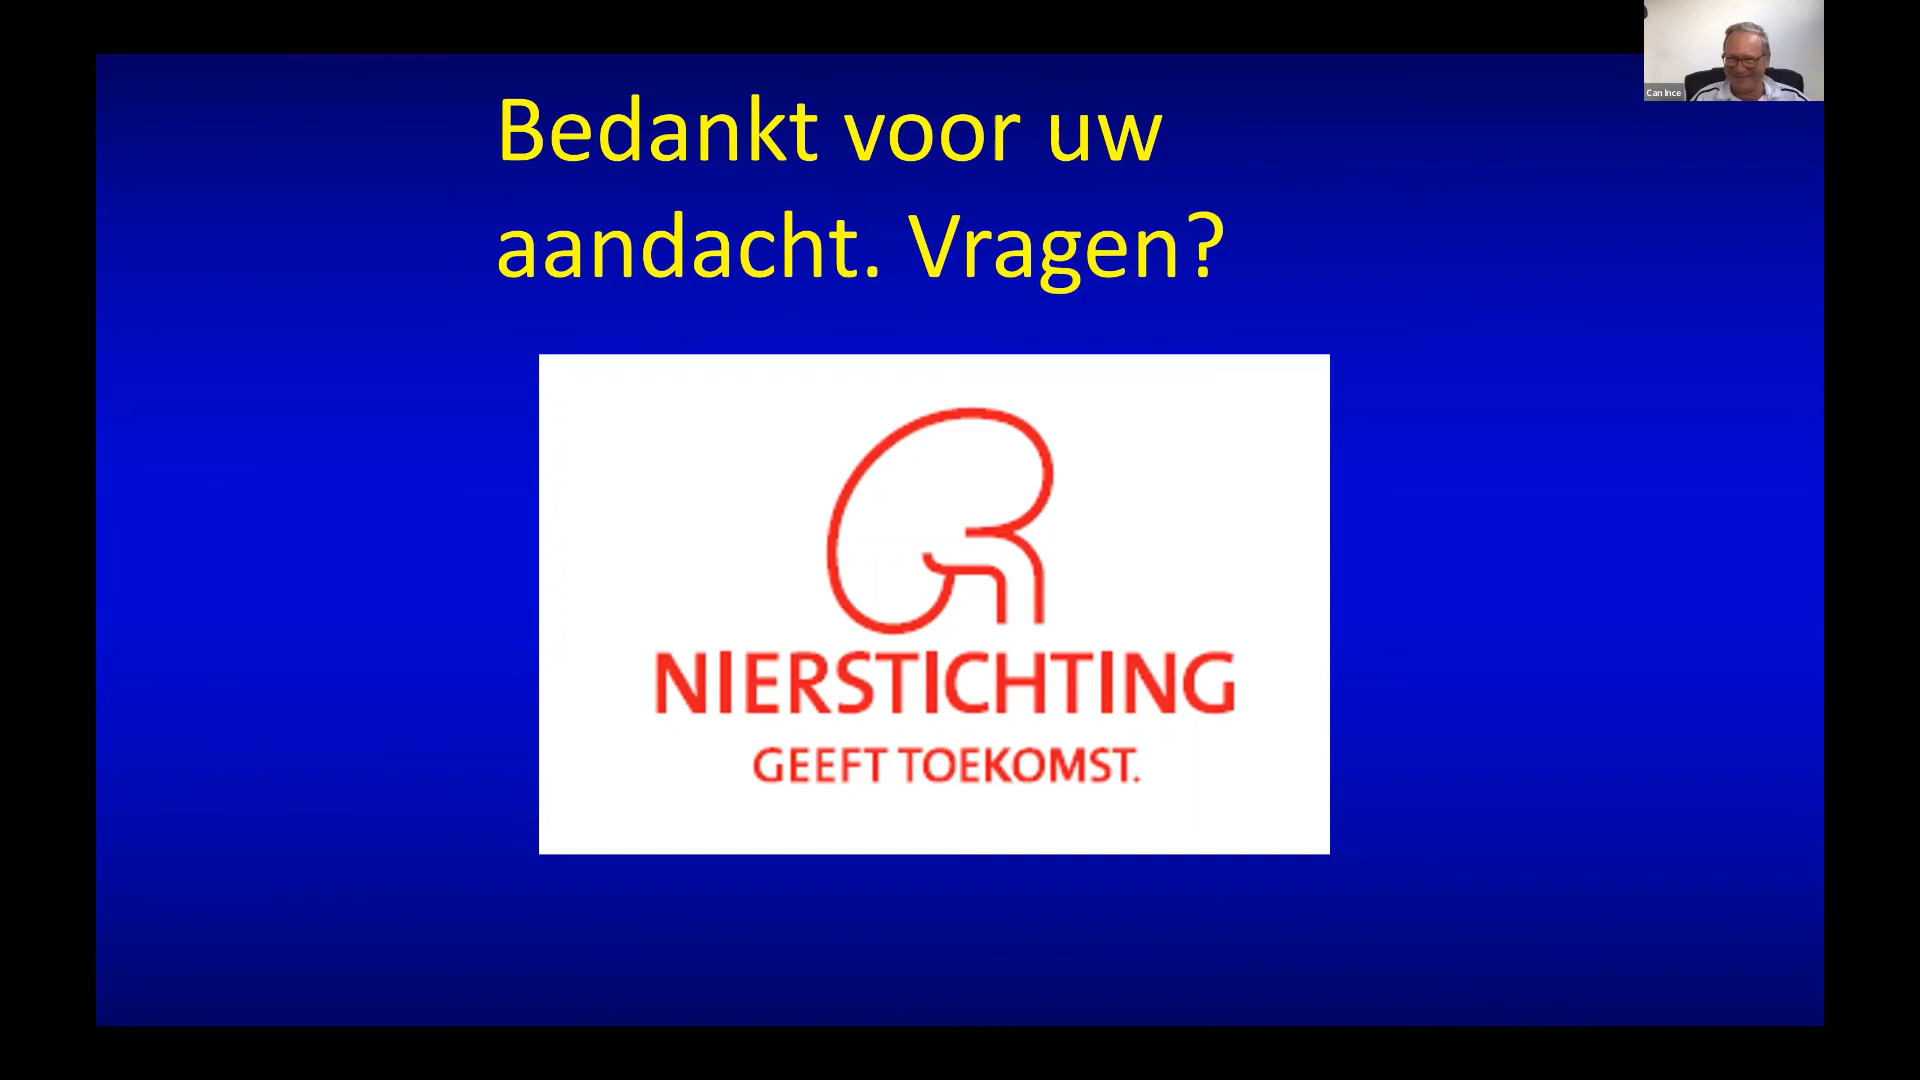 Bedankt voor uw
aandacht. Vragen?
Can Ince
NIERSTICHTING
GEEFT TOEKOMST.